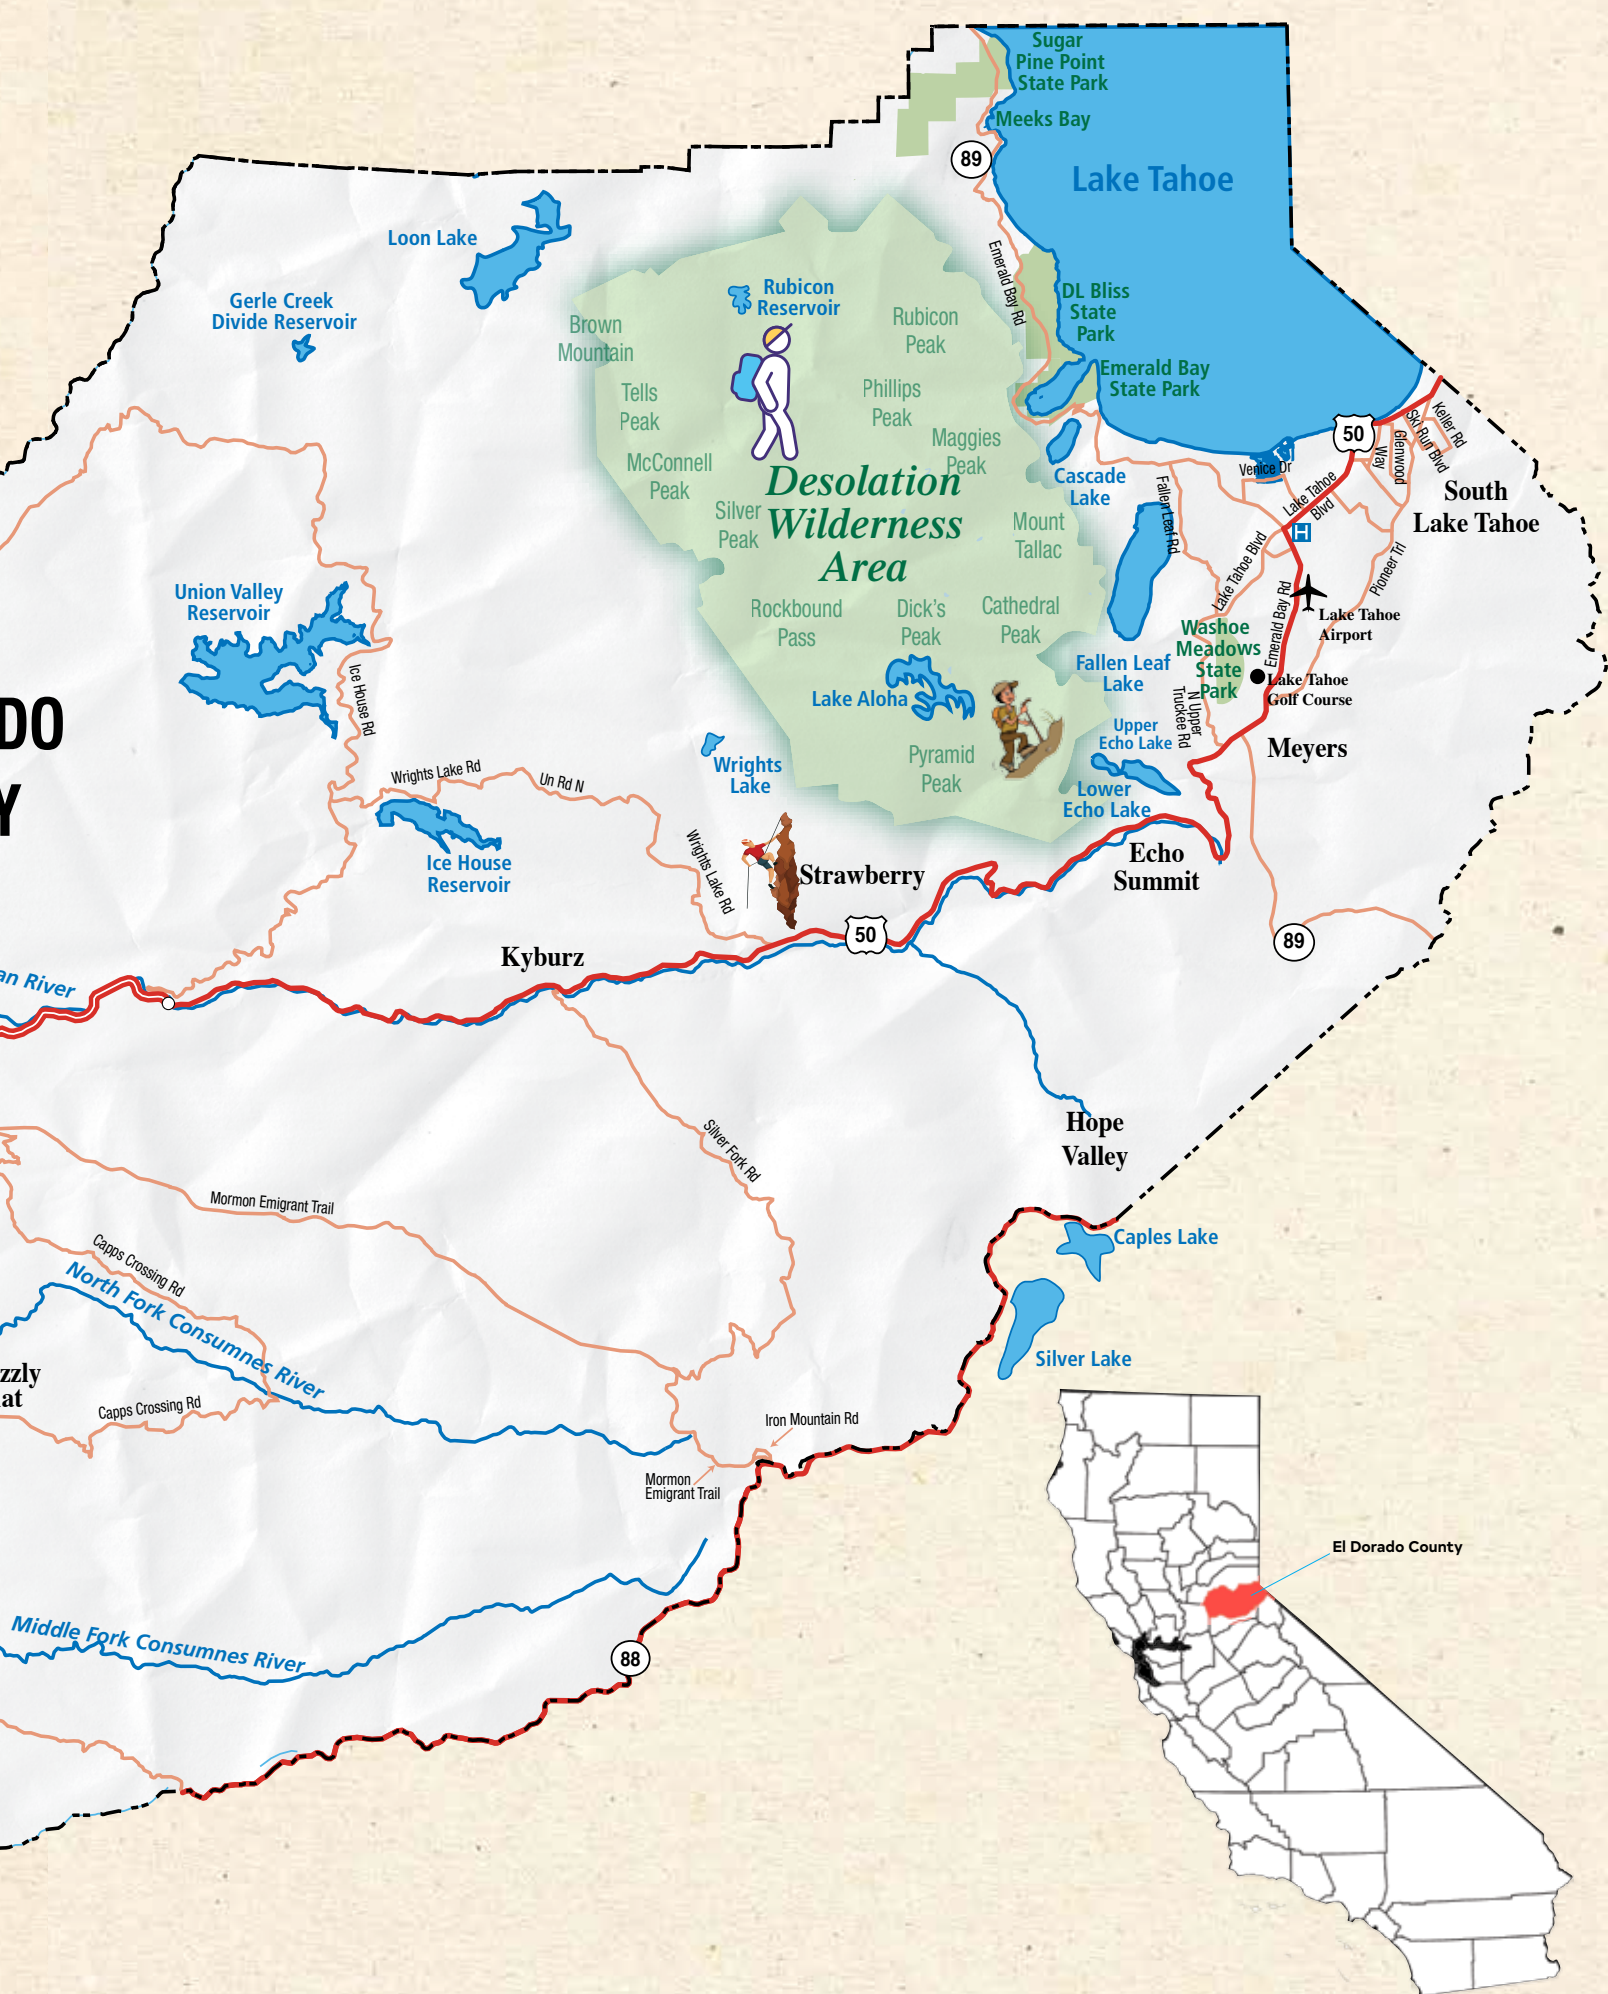 Sugar
Pine Point
State Park
Meeks Bay
89
Lake Tahoe
Loon Lake
Emerald Bay Rd
Gerle Creek
Divide Reservoir
Rubicon
Reservoir
DL Bliss
State
Park
Brown
Mountain
Rubicon
Peak
Emerald Bay
State Park
Tells
Peak
Phillips
Peak
Keller Rd
Ski Run Blvd
Glenwood
Way
50
Maggies
Peak
McConnell
Peak
Desolation
Wilderness
Area
Cascade
Lake
Venice Dr
Lake Tahoe
Blvd
South
Lake Tahoe
Silver
Peak
Mount
Tallac
Fallen Leaf Rd
Lake Tahoe Blvd
H
Pioneer Trl
Union Valley
Reservoir
Rockbound
Pass
Dick's
Peak
Cathedral
Peak
Emerald Bay Rd
Lake Tahoe
Airport
Washoe
Meadows
State
Park
Fallen Leaf
Lake
Lake Tahoe
Golf Course
Ice House Rd
Lake Aloha
N Upper
Truckee Rd
DO
Y
Upper
Echo Lake
Meyers
Wrights
Lake
Pyramid
Peak
Wrights Lake Rd
Un Rd N
Lower
Echo Lake
Ice House
Reservoir
Wrights Lake Rd
Strawberry
Echo
Summit
50
89
Kyburz
an River
Hope
Valley
Silver Fork Rd
Mormon Emigrant Trail
Caples Lake
Capps Crossing Rd
North Fork Consumnes River
Silver Lake
zzly
lat
Capps Crossing Rd
Iron Mountain Rd
Mormon
Emigrant Trail
El Dorado County
Middle Fork Consumnes River
88